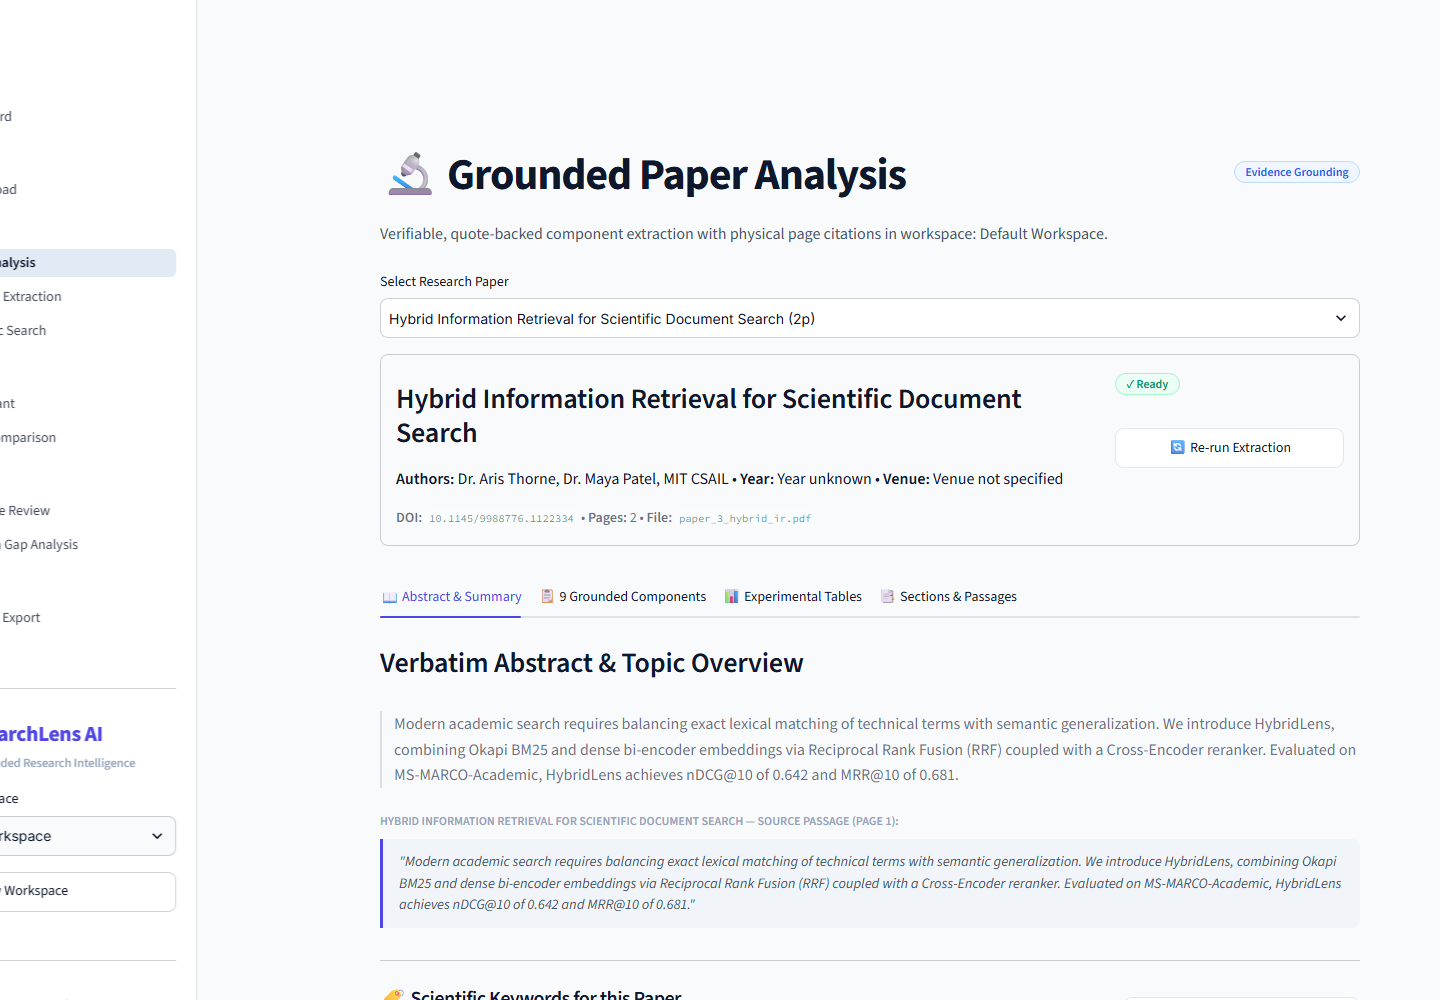 rd
oad
nalysis
Extraction
c Search
ant
mparison
e Review
n Gap Analysis
Export
archLens AI
ded Research Intelligence
ace
rkspace
Workspace
Grounded Paper Analysis
Evidence Grounding
Verifiable, quote-backed component extraction with physical page citations in workspace: Default Workspace.
Select Research Paper
Hybrid Information Retrieval for Scientific Document Search (2p)
Hybrid Information Retrieval for Scientific Document
Search
✓ Ready
Re-run Extraction
Authors: Dr. Aris Thorne, Dr. Maya Patel, MIT CSAIL • Year: Year unknown • Venue: Venue not specified
DOI: 10.1145/9988776.1122334 • Pages: 2 • File: paper_3_hybrid_ir.pdf
Abstract & Summary
9 Grounded Components
Experimental Tables
Sections & Passages
Verbatim Abstract & Topic Overview
Modern academic search requires balancing exact lexical matching of technical terms with semantic generalization. We introduce HybridLens,
combining Okapi BM25 and dense bi-encoder embeddings via Reciprocal Rank Fusion (RRF) coupled with a Cross-Encoder reranker. Evaluated on
MS-MARCO-Academic, HybridLens achieves nDCG@10 of 0.642 and MRR@10 of 0.681.
HYBRID INFORMATION RETRIEVAL FOR SCIENTIFIC DOCUMENT SEARCH — SOURCE PASSAGE (PAGE 1):
"Modern academic search requires balancing exact lexical matching of technical terms with semantic generalization. We introduce HybridLens, combining Okapi
BM25 and dense bi-encoder embeddings via Reciprocal Rank Fusion (RRF) coupled with a Cross-Encoder reranker. Evaluated on MS-MARCO-Academic, HybridLens
achieves nDCG@10 of 0.642 and MRR@10 of 0.681."
Scientific Keywords for this Paper